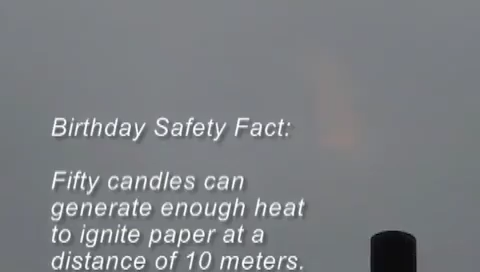 Birthday Safety Fact:
Fifty candles can
generate enough heat
to ignite paper at a
distance of 10 meters.